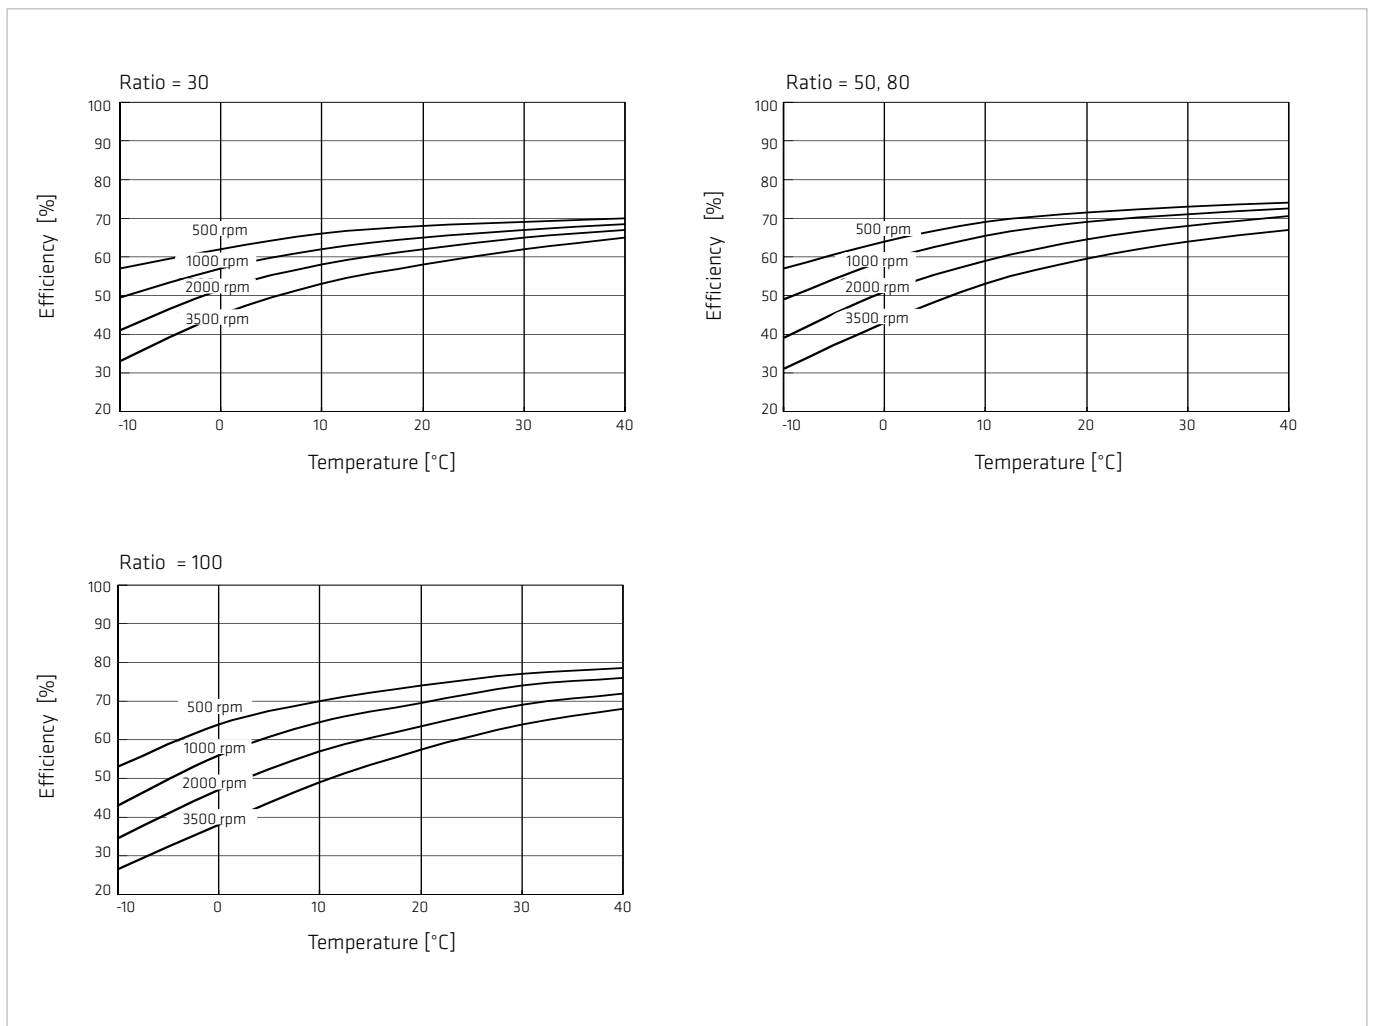 Ratio = 30
100
90
80
70
60
50
40
30
20
Efficiency [%]
500 rpm
1000 rpm
2000 rpm
3500 rpm
-10 0 10 20 30 40
Temperature [°C]
Ratio = 50, 80
100
90
80
70
60
50
40
30
20
Efficiency [%]
500 rpm
1000 rpm
2000 rpm
3500 rpm
-10 0 10 20 30 40
Temperature [°C]
Ratio = 100
100
90
80
70
60
50
40
30
20
Efficiency [%]
500 rpm
1000 rpm
2000 rpm
3500 rpm
-10 0 10 20 30 40
Temperature [°C]